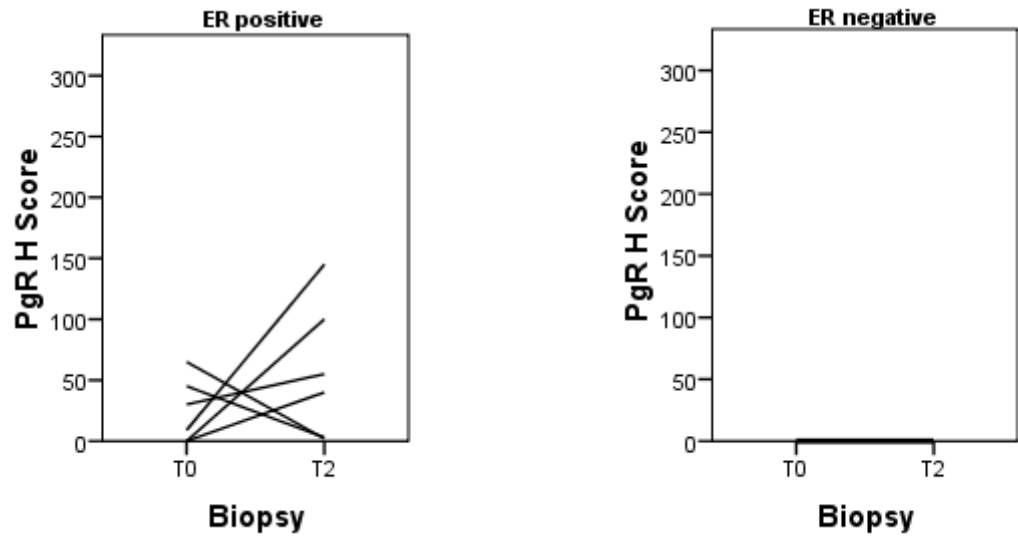 ER positive
PgR H Score
300
250
200
150
100
50
0
T0
T2
Biopsy
ER negative
PgR H Score
300
250
200
150
100
50
0
T0
T2
Biopsy